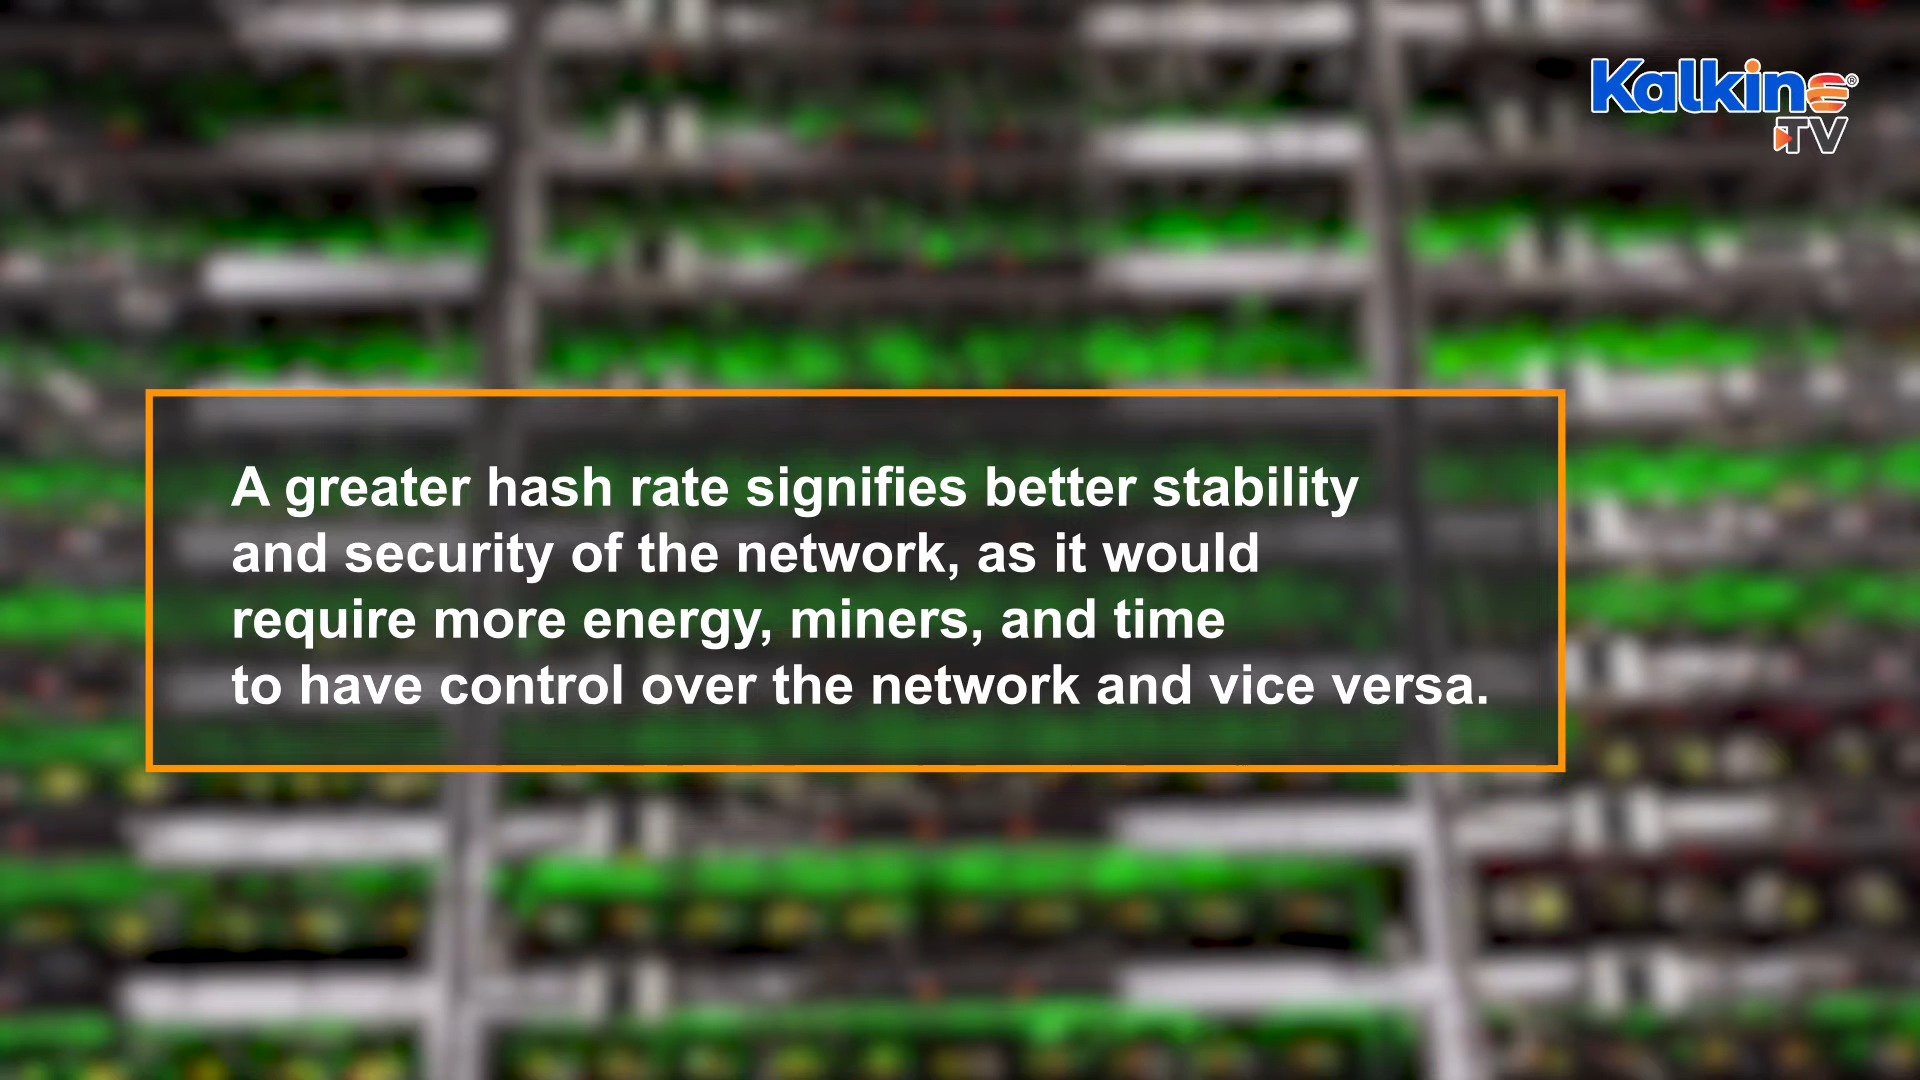 Kalkine®
TV
A greater hash rate signifies better stability
and security of the network, as it would
require more energy, miners, and time
to have control over the network and vice versa.